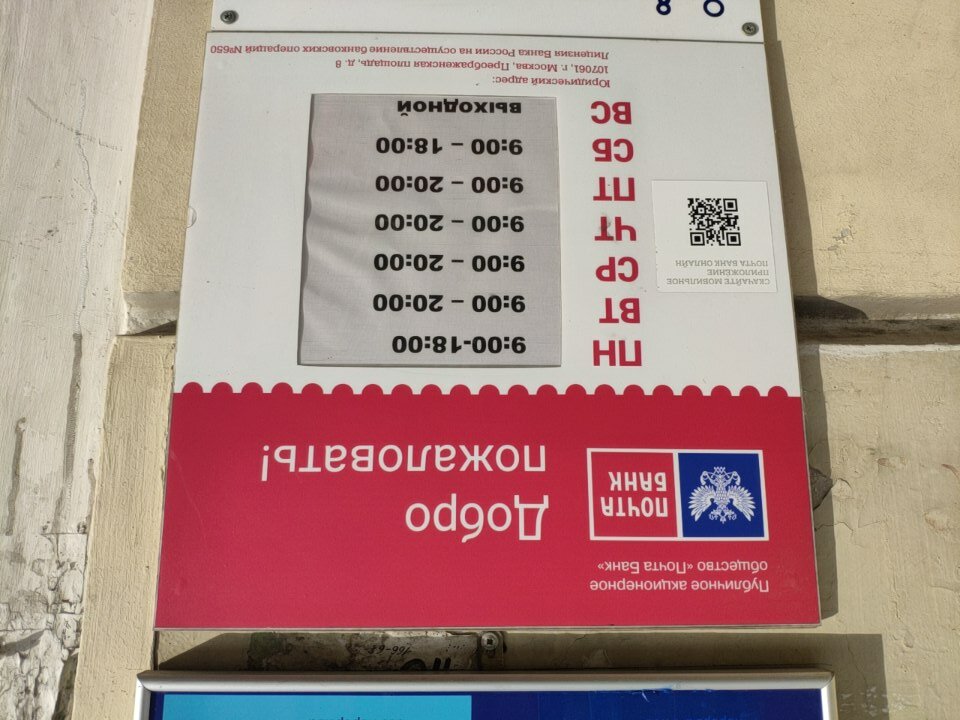 Публичное акционерное
общество «Почта Банк»
ПОЧТА
БАНК
Добро
пожаловать!
ПН 9:00-18:00
ВТ 9:00 – 20:00
СР 9:00 – 20:00
ЧТ 9:00 – 20:00
ПТ 9:00 – 20:00
СБ 9:00 – 18:00
ВС ВЫХОДНОЙ
СКАЧАЙТЕ МОБИЛЬНОЕ
ПРИЛОЖЕНИЕ
ПОЧТА БАНК ОНЛАЙН
Юридический адрес:
107061, г. Москва, Преображенская площадь, д. 8
Лицензия Банка России на осуществление банковских операций №650